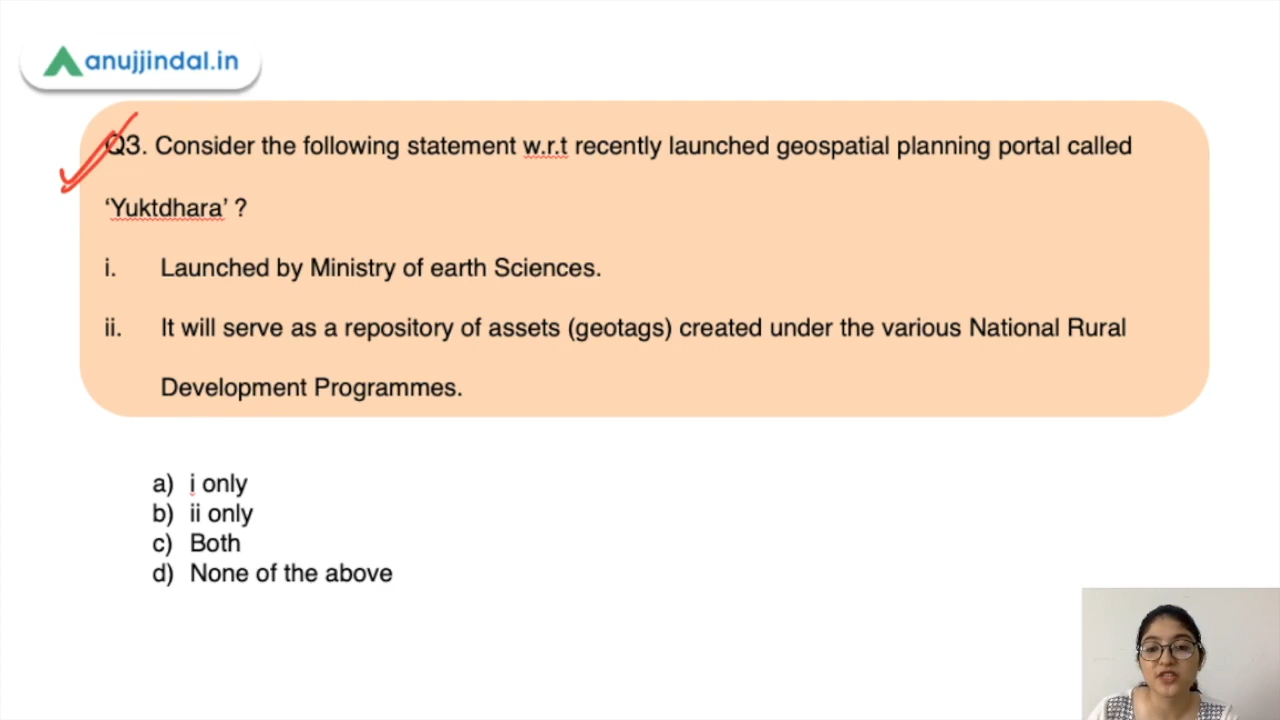 anujjindal.in
Q3. Consider the following statement w.r.t recently launched geospatial planning portal called
‘Yuktdhara’ ?
i. Launched by Ministry of earth Sciences.
ii. It will serve as a repository of assets (geotags) created under the various National Rural
Development Programmes.
a) i only
b) ii only
c) Both
d) None of the above